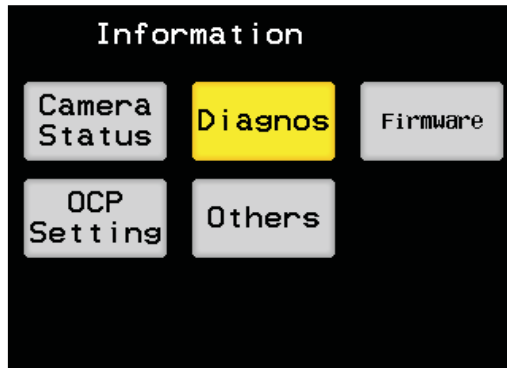 Information
Camera
Status
Diagnos
Firmware
OCP
Setting
Others